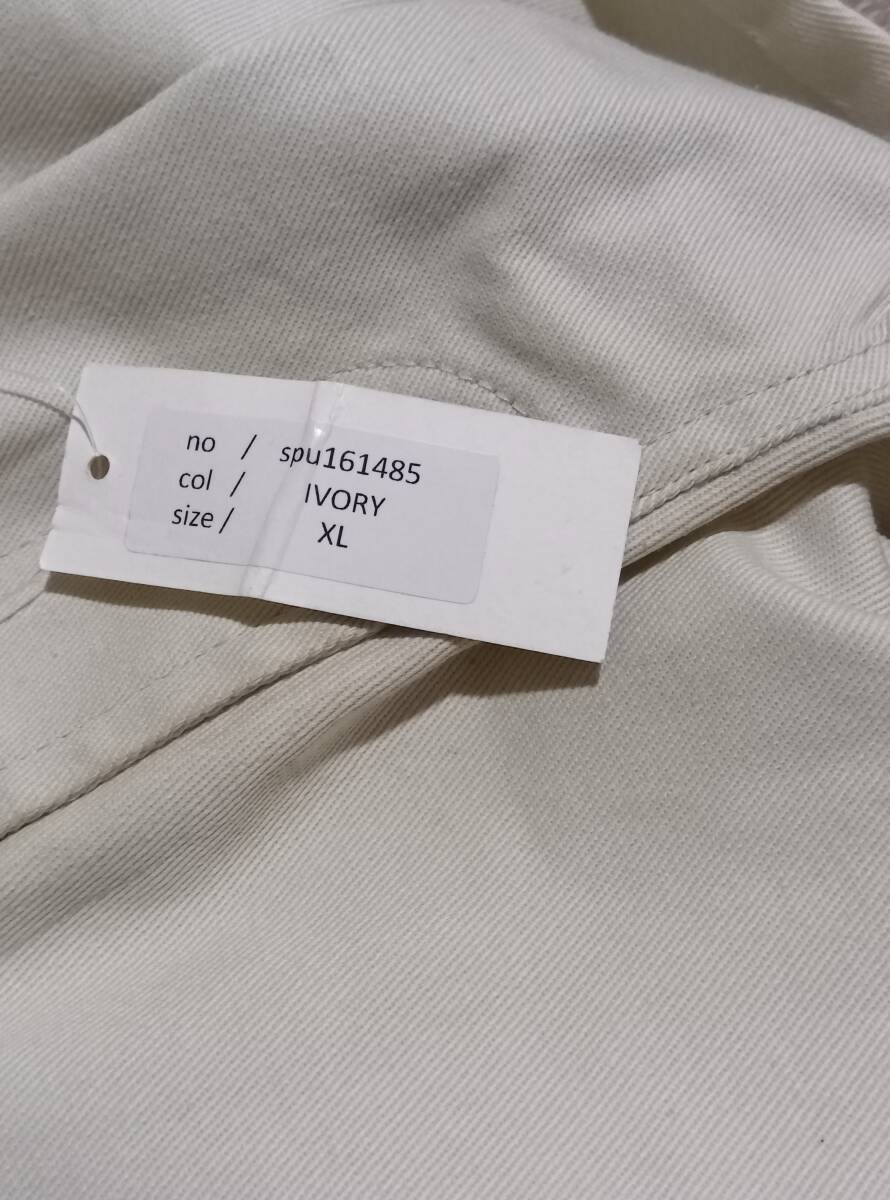 no / spu161485
col / IVORY
size / XL